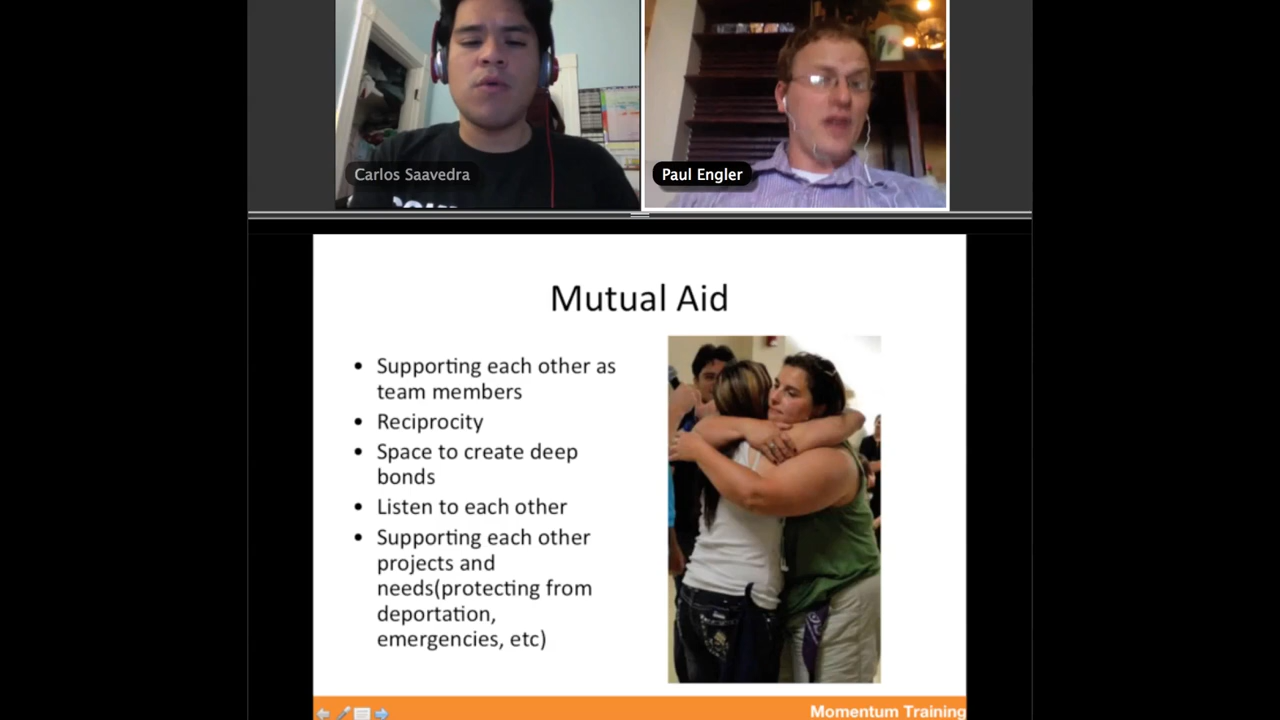 Carlos Saavedra
Paul Engler
Mutual Aid
• Supporting each other as
team members
• Reciprocity
• Space to create deep
bonds
• Listen to each other
• Supporting each other
projects and
needs(protecting from
deportation,
emergencies, etc)
Momentum Training